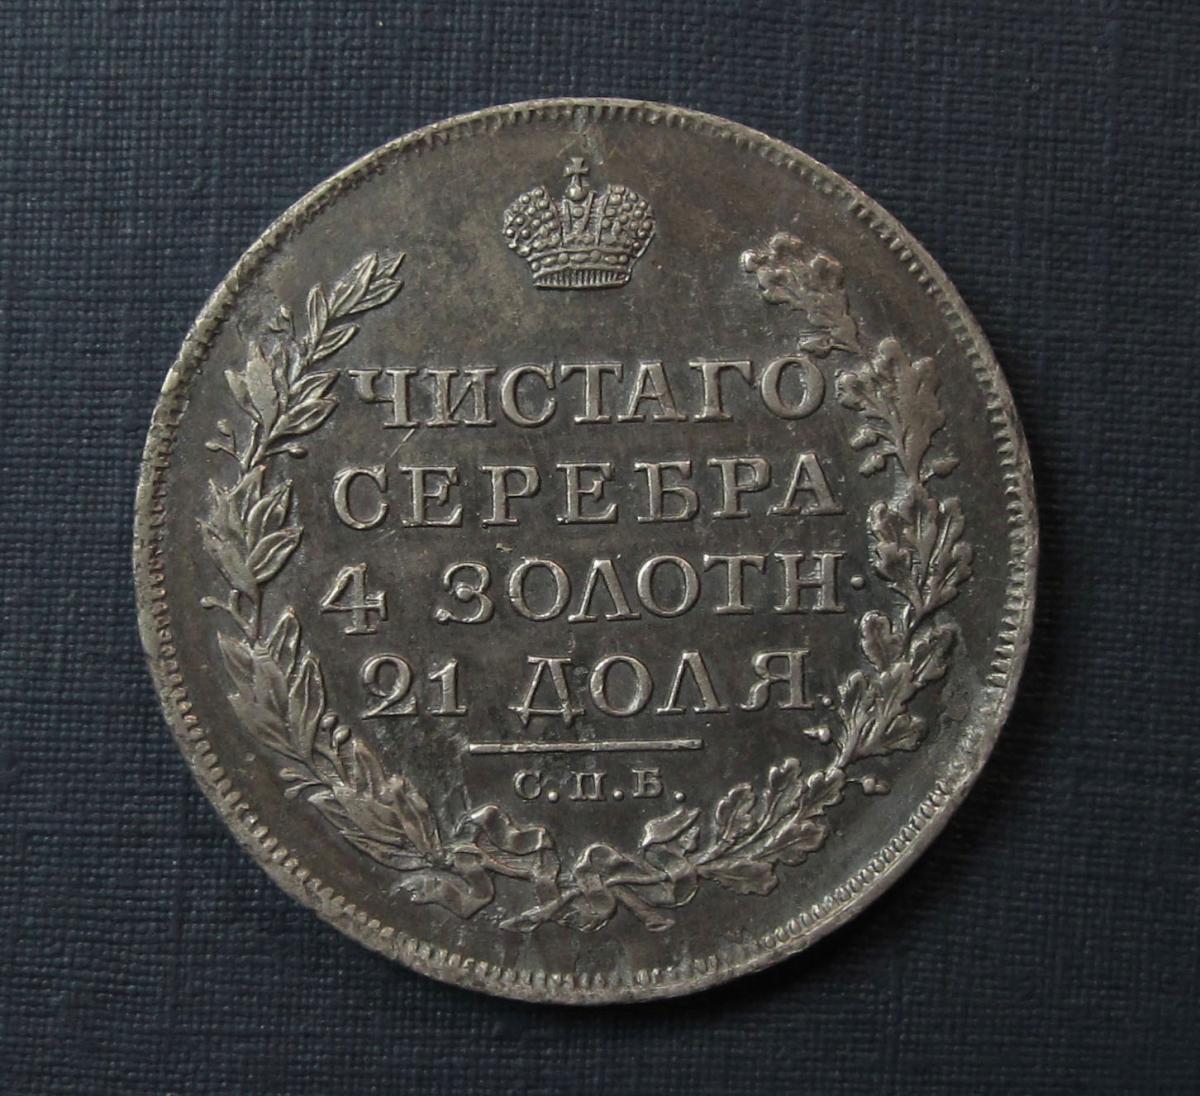 ЧИСТАГО
СЕРЕБРА
4 ЗОЛОТН·
21 ДОЛЯ.
С.П.Б.